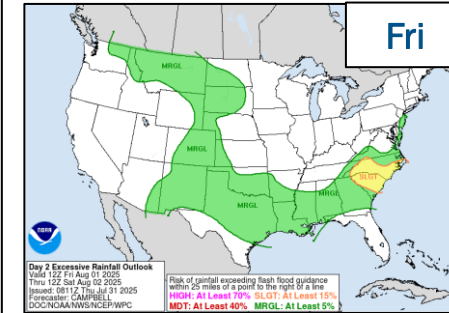 Fri
MRGL
MRGL
SLGT
MRGL
MRGL
NOAA
Day 2 Excessive Rainfall Outlook
Valid 12Z Fri Aug 01 2025
Thru 12Z Sat Aug 02 2025
Issued: 0811Z Thu Jul 31 2025
Forecaster: CAMPBELL
DOC/NOAA/NWS/NCEP/WPC
Risk of rainfall exceeding flash flood guidance
within 25 miles of a point to the right of a line
HIGH: At Least 70% SLGT: At Least 15%
MDT: At Least 40% MRGL: At Least 5%